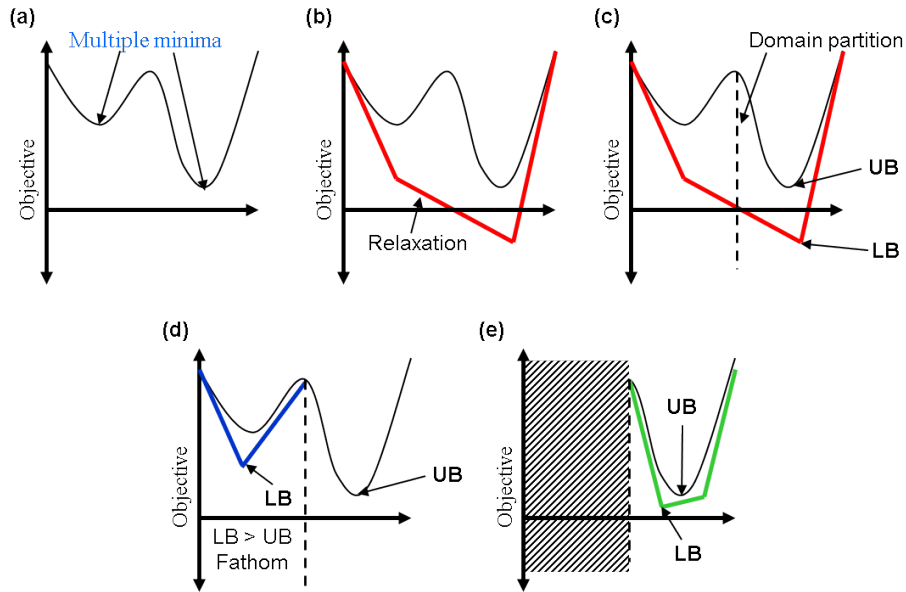 (a)
Multiple minima
Objective
(b)
Objective
Relaxation
(c)
Domain partition
Objective
UB
LB
(d)
Objective
LB
UB
LB > UB
Fathom
(e)
Objective
UB
LB